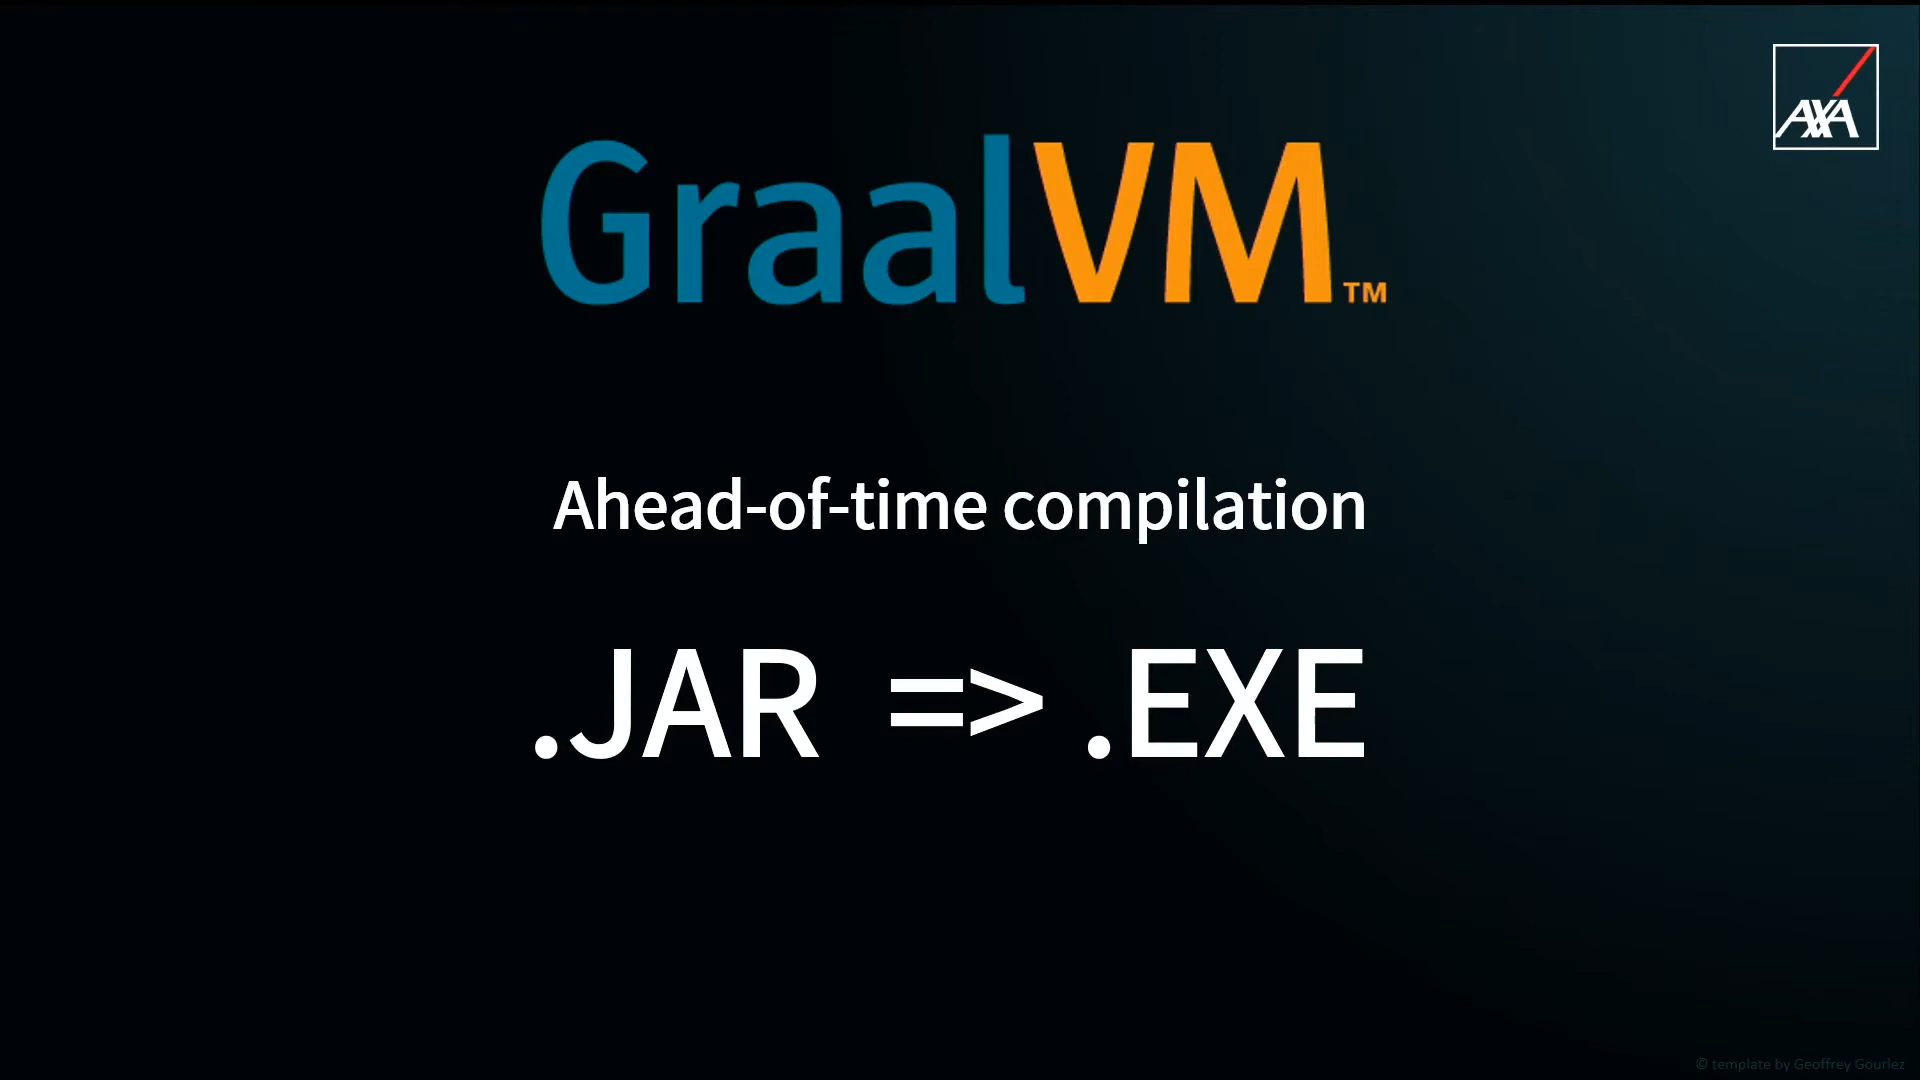 AXA
GraalVM™
Ahead-of-time compilation
.JAR => .EXE
© template by Geoffrey Gourlez